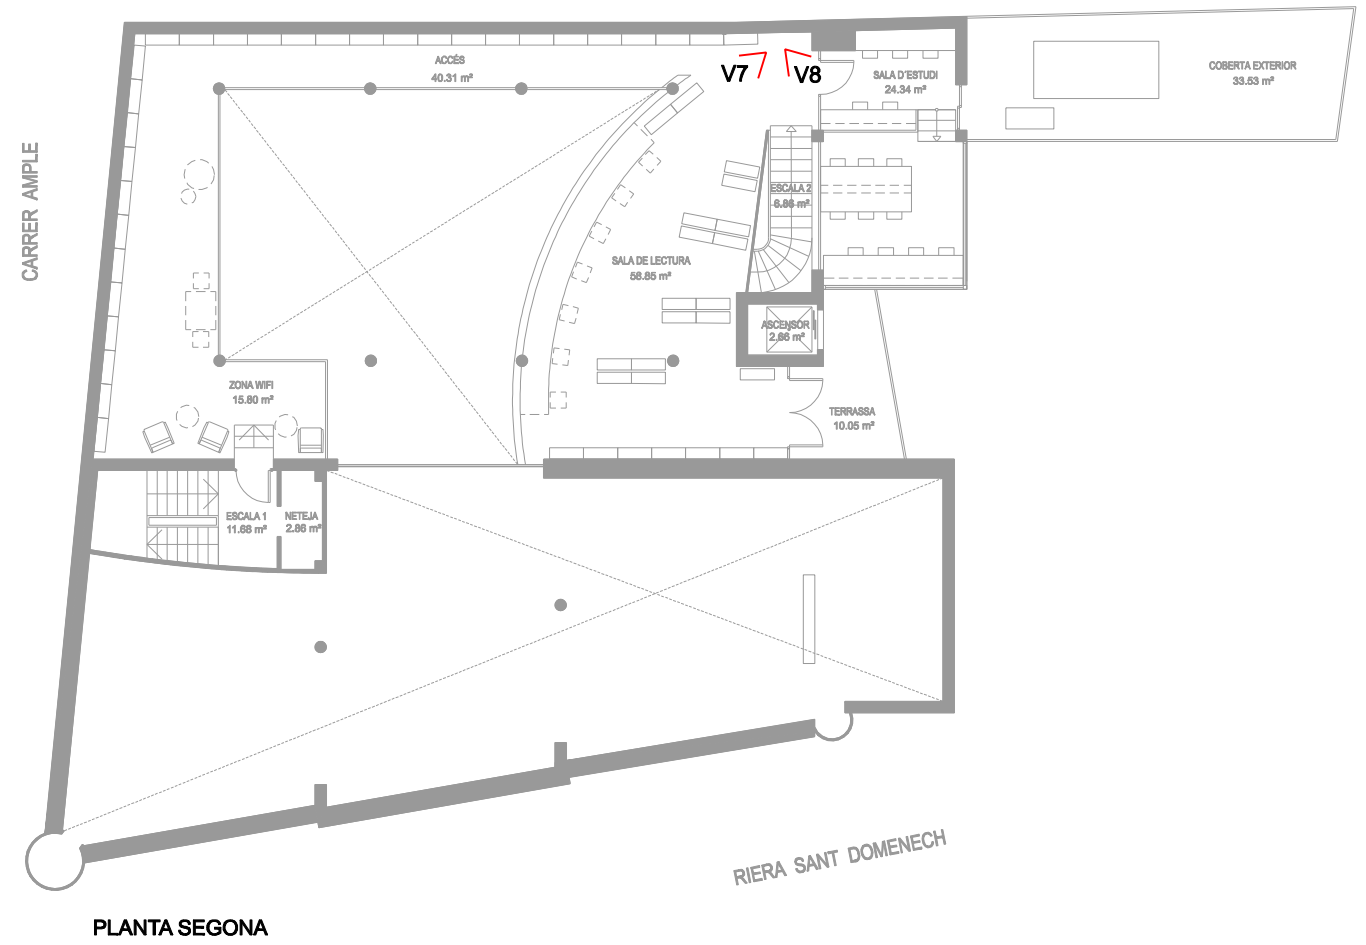 ACCÉS
40.31 m²
V7
V8
SALA D´ESTUDI
24.34 m²
COBERTA EXTERIOR
33.53 m²
CARRER AMPLE
ESCALA 2
6.86 m²
SALA DE LECTURA
56.85 m²
ASCENSOR
2.66 m²
ZONA WIFI
15.80 m²
TERRASSA
10.05 m²
ESCALA 1
11.68 m²
NETEJA
2.86 m²
RIERA SANT DOMENECH
PLANTA SEGONA